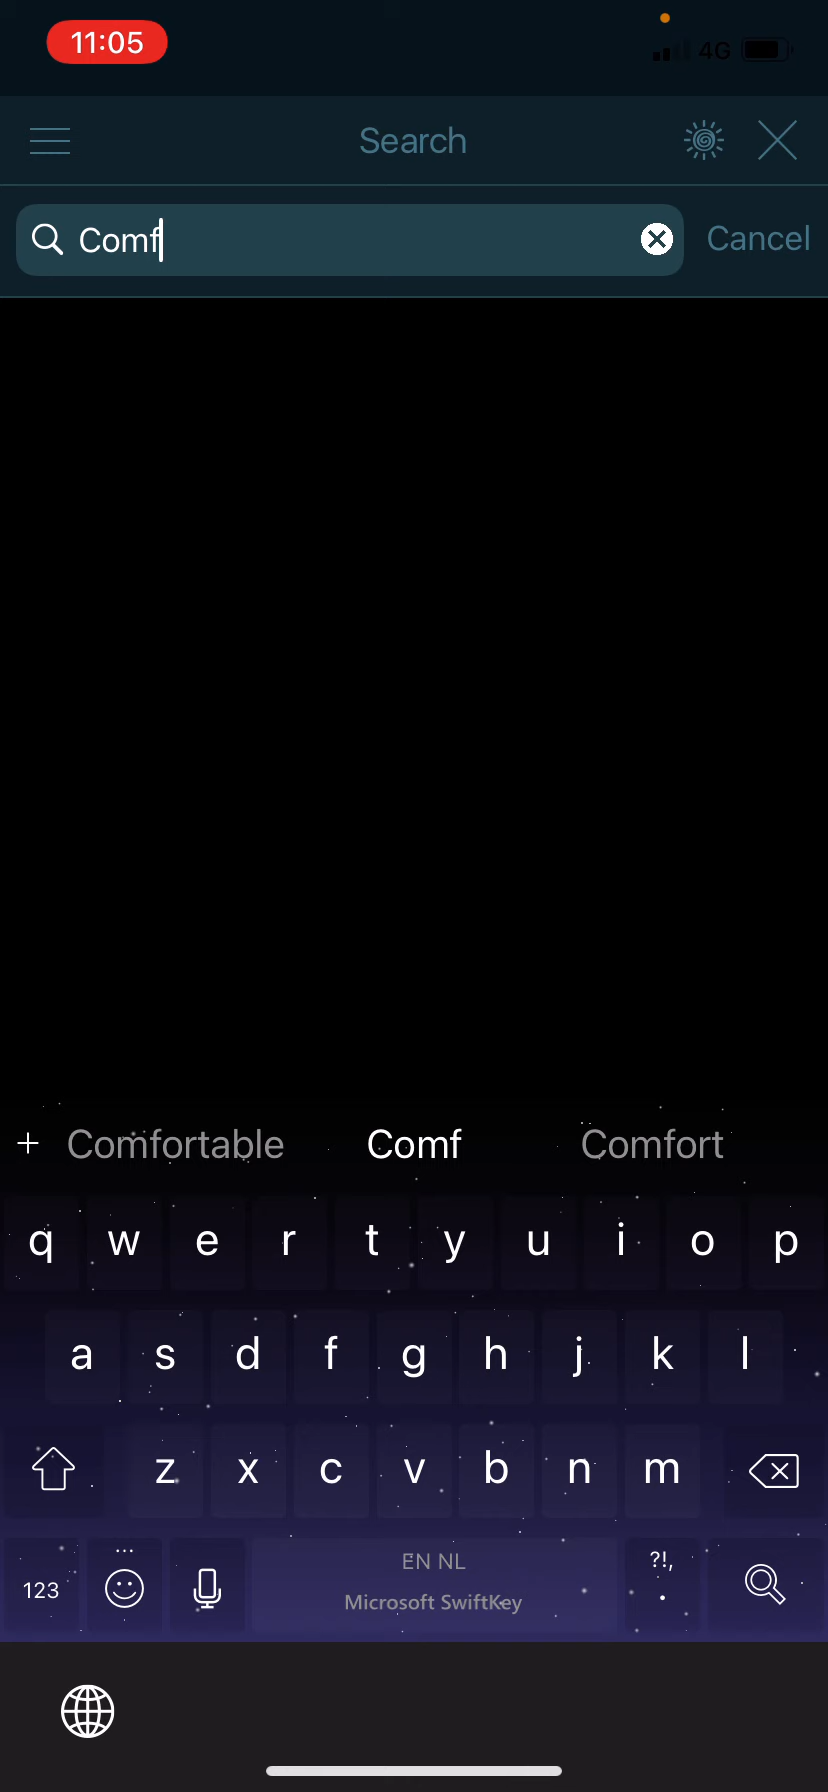 11:05
4G
Search
Comf
Cancel
+ Comfortable Comf Comfort
q w e r t y u i o p
a s d f g h j k l
z x c v b n m
123 EN NL ?!,
Microsoft SwiftKey .